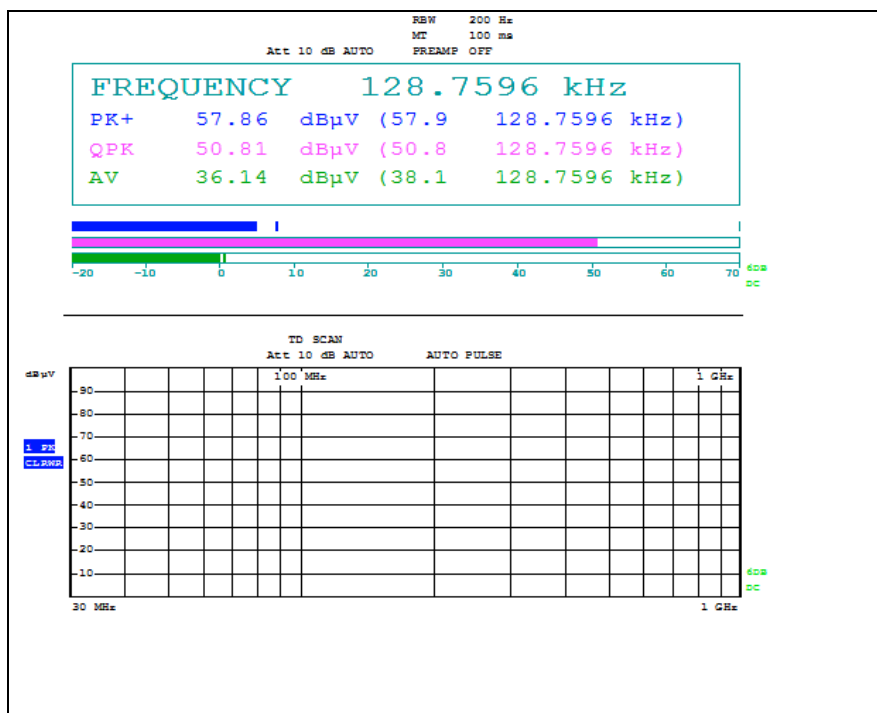 RBW 200 Hz
MT 100 ms
Att 10 dB AUTO PREAMP OFF
FREQUENCY 128.7596 kHz
PK+ 57.86 dBµV (57.9 128.7596 kHz)
QPK 50.81 dBµV (50.8 128.7596 kHz)
AV 36.14 dBµV (38.1 128.7596 kHz)
-20 -10 0 10 20 30 40 50 60 70
6DB
DC
TD SCAN
Att 10 dB AUTO AUTO PULSE
dBµV
100 MHz 1 GHz
90
80
70
1 PK
CLRWR
60
50
40
30
20
10
6DB
DC
30 MHz 1 GHz